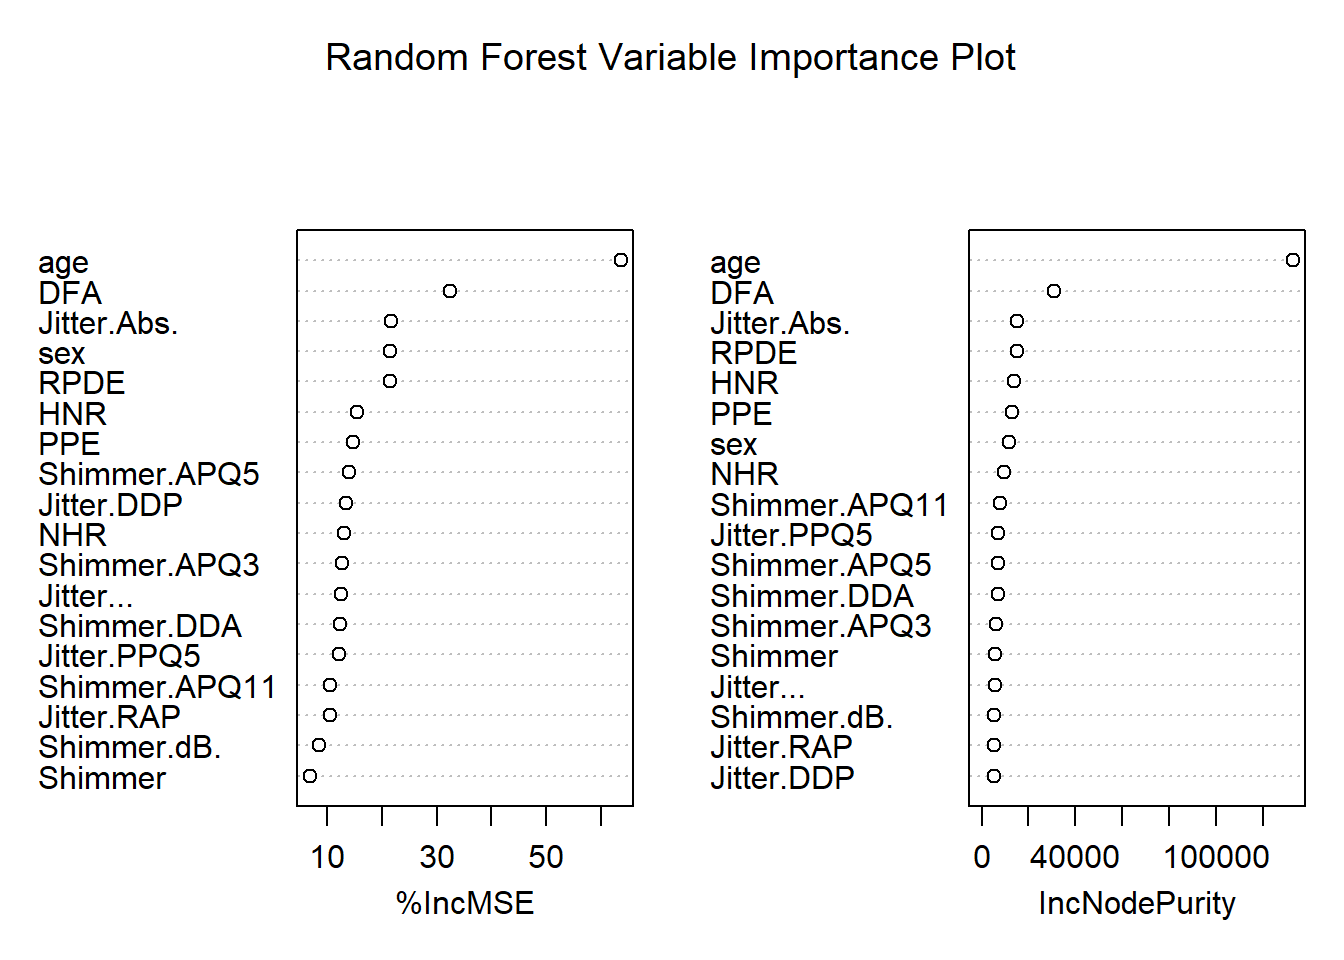 Random Forest Variable Importance Plot
age
DFA
Jitter.Abs.
sex
RPDE
HNR
PPE
Shimmer.APQ5
Jitter.DDP
NHR
Shimmer.APQ3
Jitter...
Shimmer.DDA
Jitter.PPQ5
Shimmer.APQ11
Jitter.RAP
Shimmer.dB.
Shimmer
10 30 50
%IncMSE
age
DFA
Jitter.Abs.
RPDE
HNR
PPE
sex
NHR
Shimmer.APQ11
Jitter.PPQ5
Shimmer.APQ5
Shimmer.DDA
Shimmer.APQ3
Shimmer
Jitter...
Shimmer.dB.
Jitter.RAP
Jitter.DDP
0 40000 100000
IncNodePurity